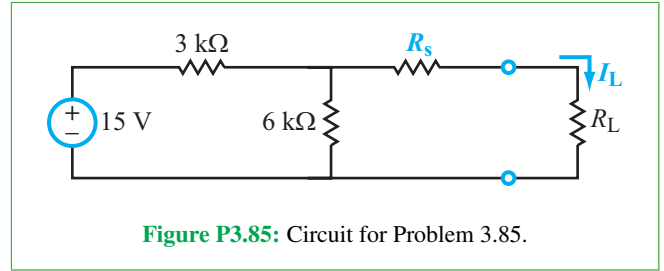 3 kΩ
Rs
IL
+
−
15 V
6 kΩ
RL
Figure P3.85: Circuit for Problem 3.85.